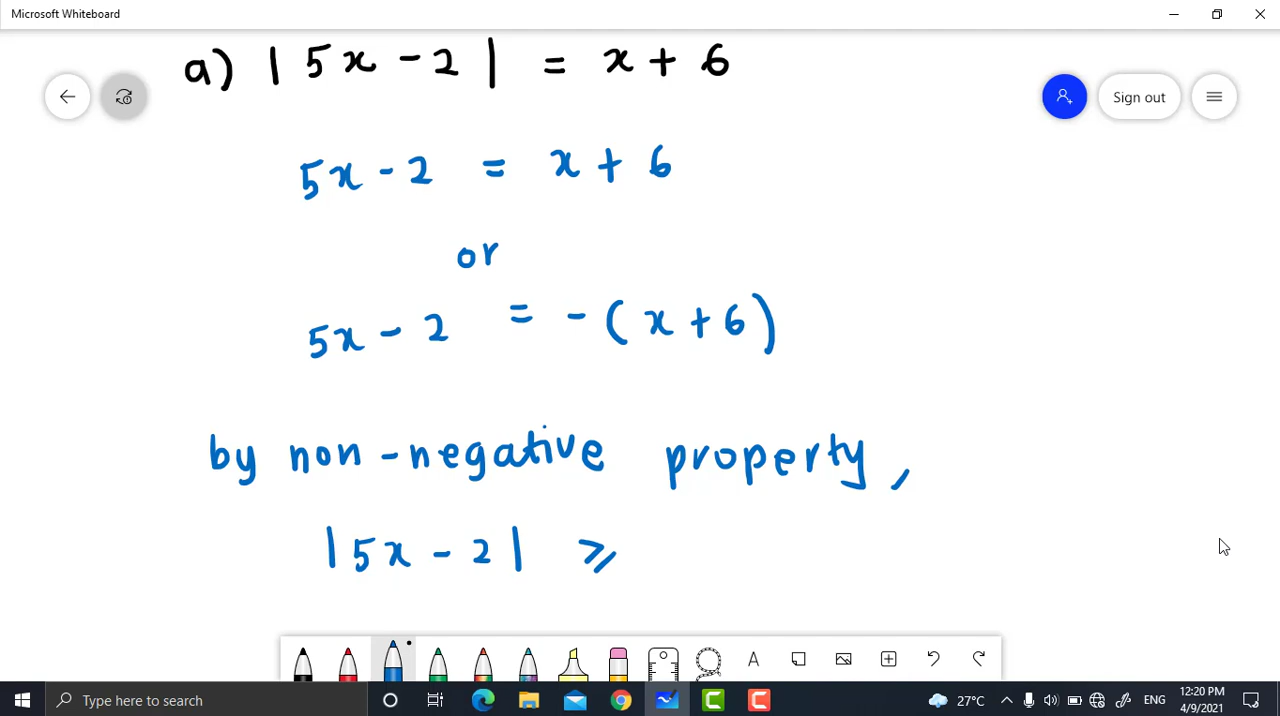 Microsoft Whiteboard
a) | 5x - 2 | = x + 6
Sign out
5x - 2 = x + 6
or
5x - 2 = - ( x + 6 )
by non-negative property,
| 5x - 2 | ⩾
A
Type here to search
27°C
ENG
12:20 PM
4/9/2021